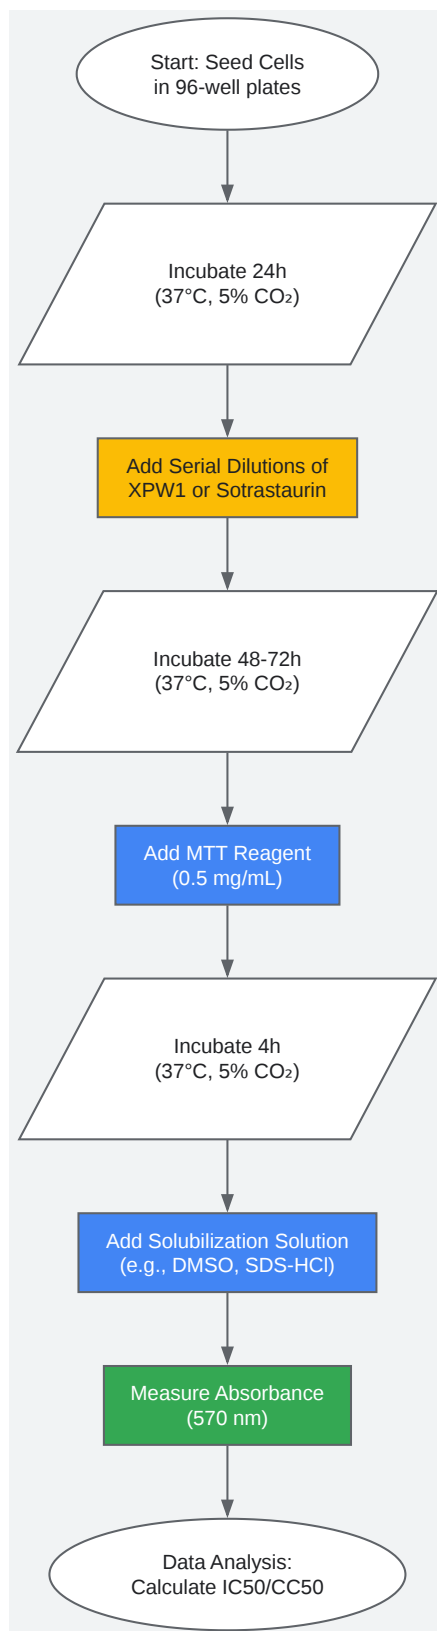 Start: Seed Cells
in 96-well plates
Incubate 24h
(37°C, 5% CO₂)
Add Serial Dilutions of
XPW1 or Sotrastaurin
Incubate 48-72h
(37°C, 5% CO₂)
Add MTT Reagent
(0.5 mg/mL)
Incubate 4h
(37°C, 5% CO₂)
Add Solubilization Solution
(e.g., DMSO, SDS-HCl)
Measure Absorbance
(570 nm)
Data Analysis:
Calculate IC50/CC50